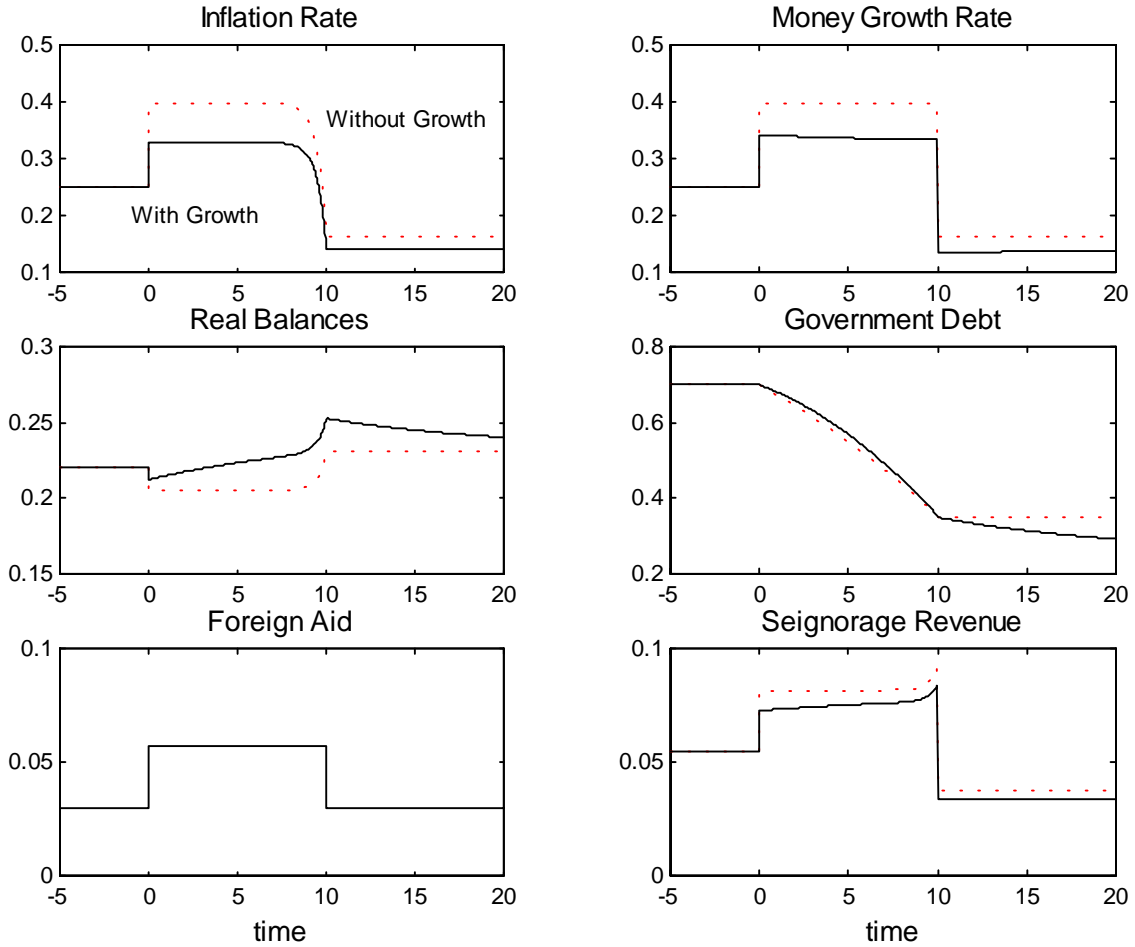 Inflation Rate
0.5
0.4
0.3
0.2
0.1
Without Growth
With Growth
-5 0 5 10 15 20
Money Growth Rate
0.5
0.4
0.3
0.2
0.1
-5 0 5 10 15 20
Real Balances
0.3
0.25
0.2
0.15
-5 0 5 10 15 20
Government Debt
0.8
0.6
0.4
0.2
-5 0 5 10 15 20
Foreign Aid
0.1
0.05
0
-5 0 5 10 15 20
time
Seignorage Revenue
0.1
0.05
0
-5 0 5 10 15 20
time